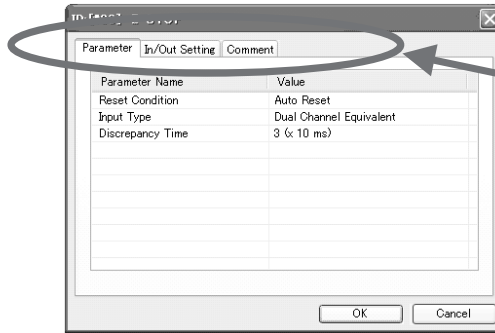 Parameter In/Out Setting Comment
Parameter Name Value
Reset Condition Auto Reset
Input Type Dual Channel Equivalent
Discrepancy Time 3 (x 10 ms)
OK Cancel